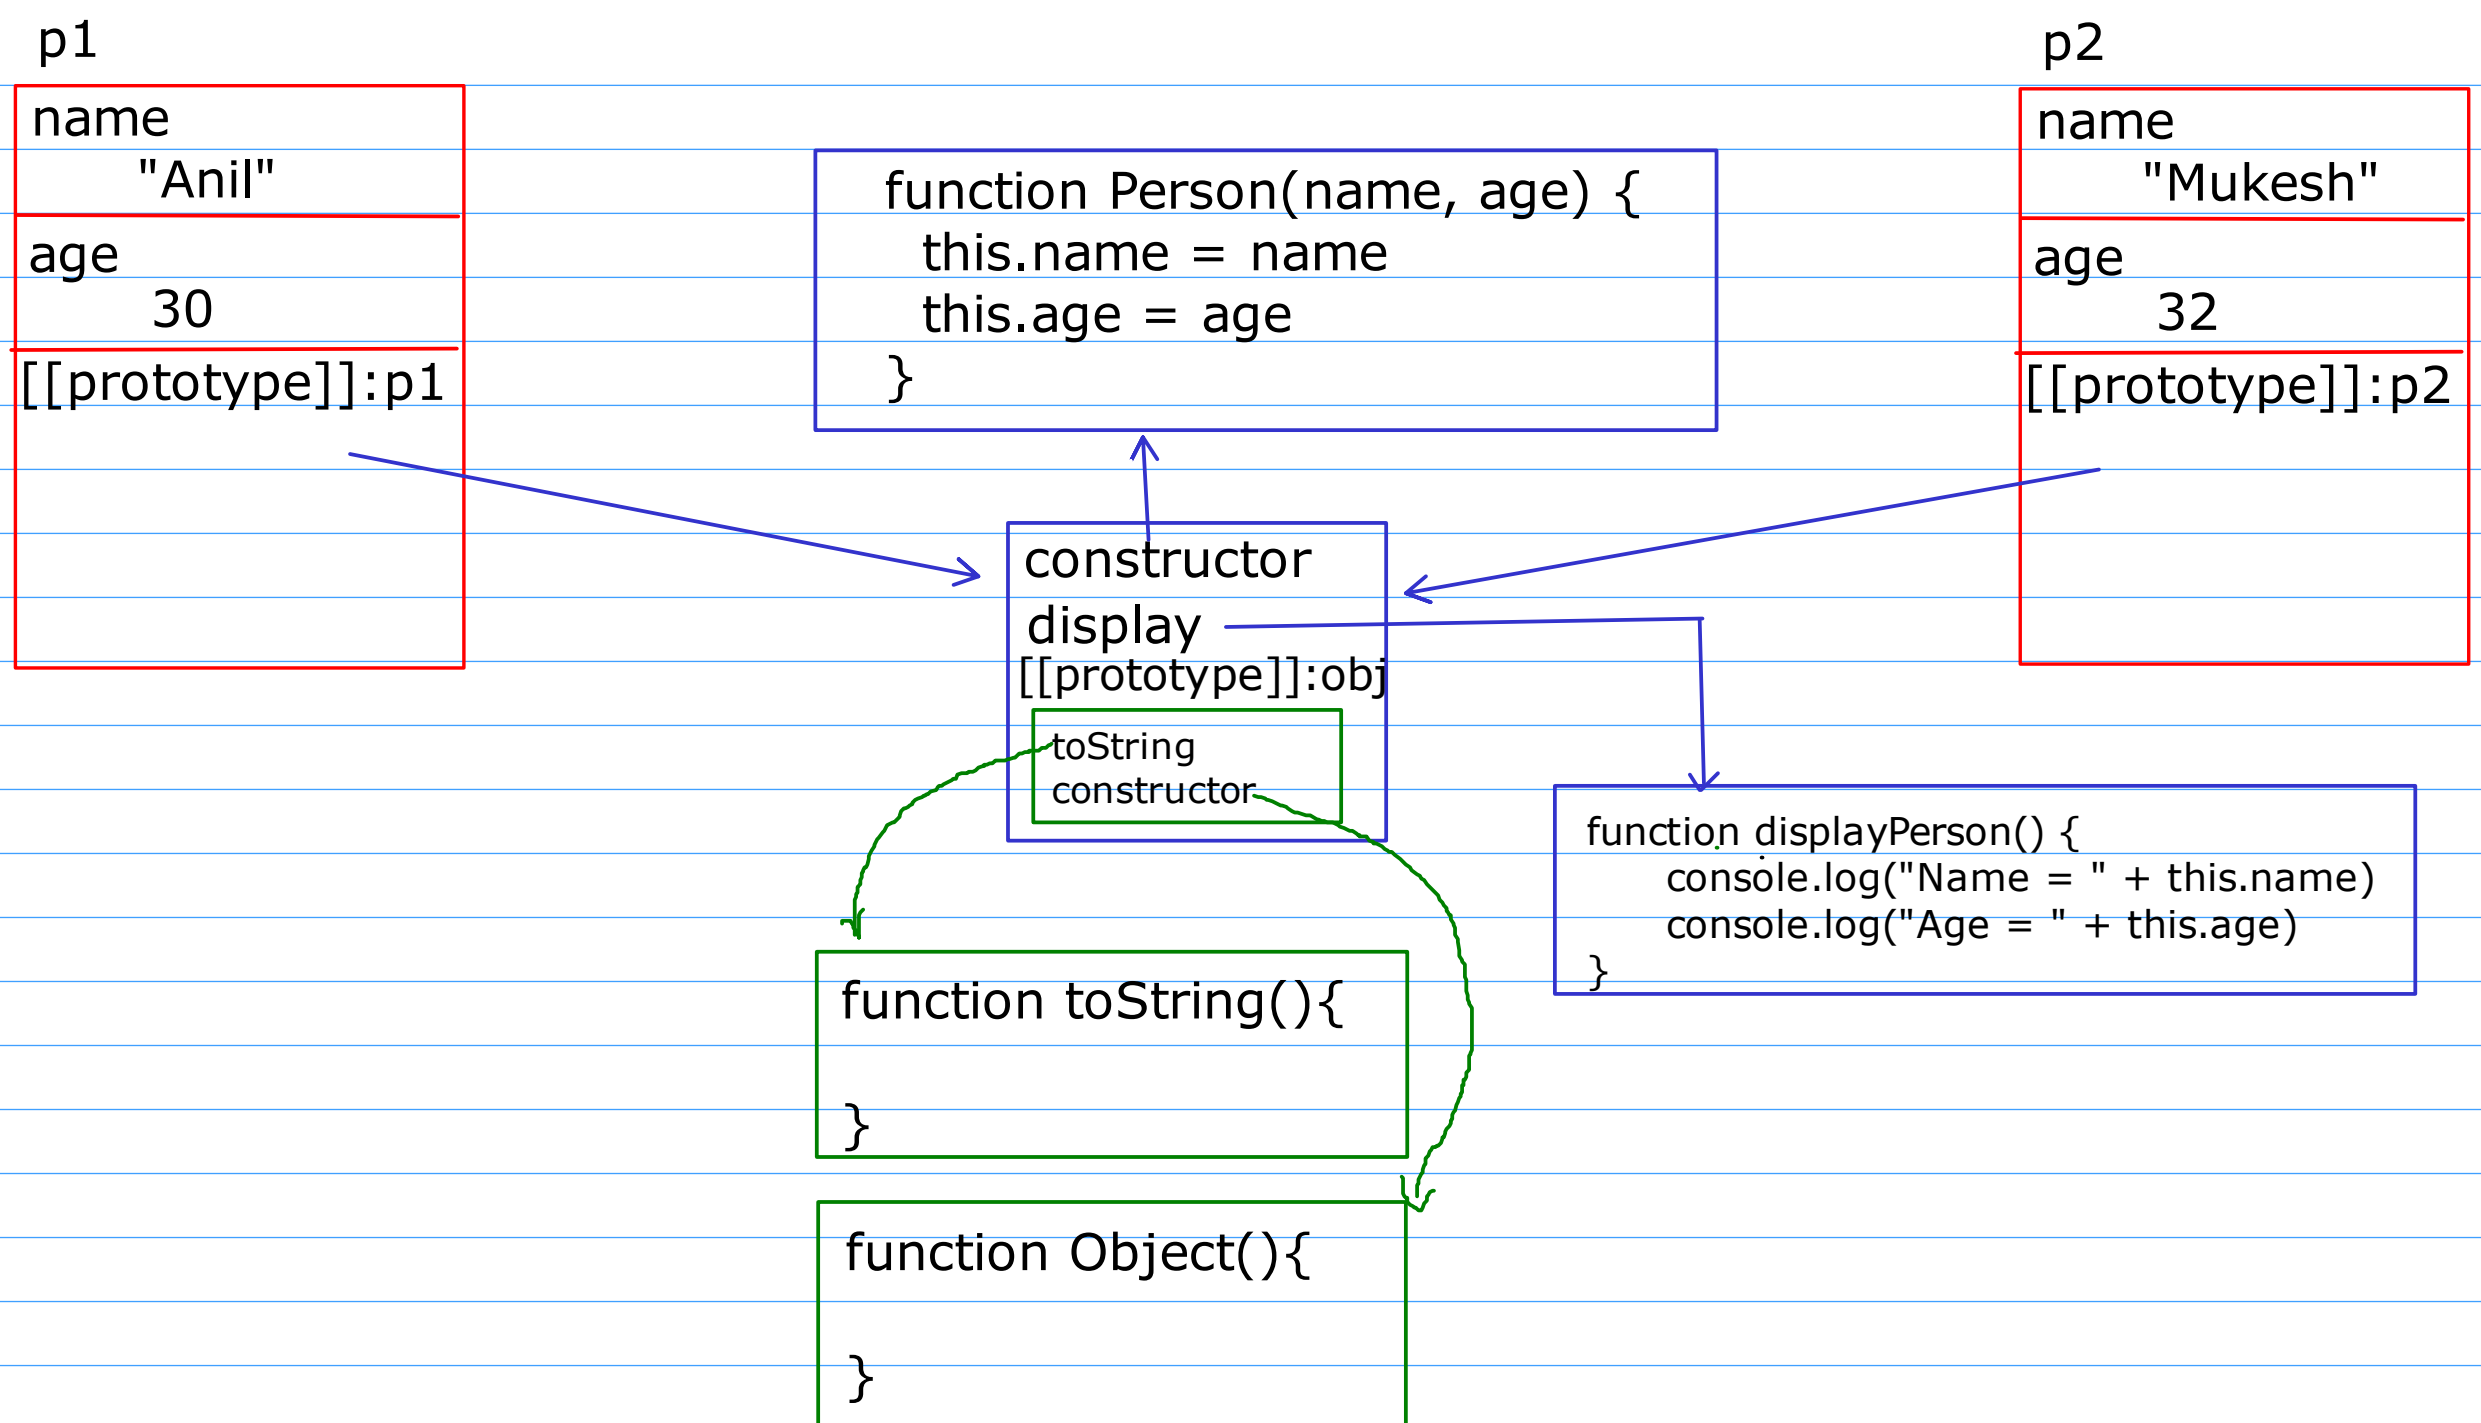 p1
name
"Anil"
age
30
[[prototype]]:p1
function Person(name, age) {
this.name = name
this.age = age
}
p2
name
"Mukesh"
age
32
[[prototype]]:p2
constructor
display
[[prototype]]:obj
toString
constructor
function displayPerson() {
console.log("Name = " + this.name)
console.log("Age = " + this.age)
}
function toString(){
}
function Object(){
}